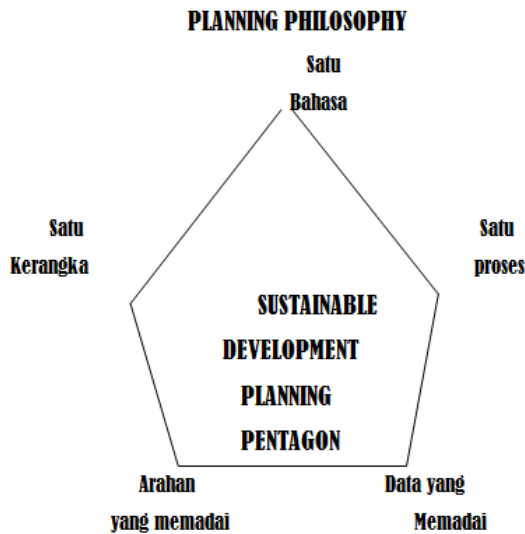 PLANNING PHILOSOPHY
Satu
Bahasa
Satu
Kerangka
Satu
proses
SUSTAINABLE
DEVELOPMENT
PLANNING
PENTAGON
Arahan
yang memadai
Data yang
Memadai